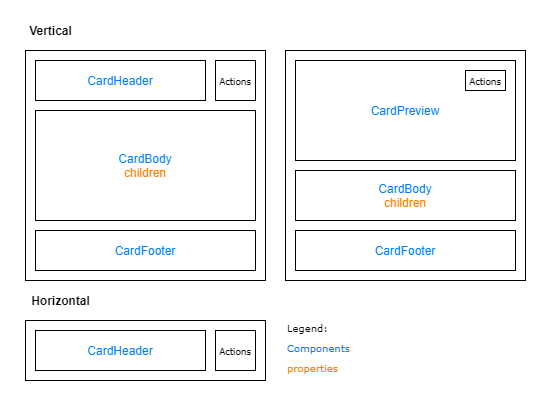 Vertical
CardHeader
Actions
CardBody
children
CardFooter
Actions
CardPreview
CardBody
children
CardFooter
Horizontal
CardHeader
Actions
Legend:
Components
properties